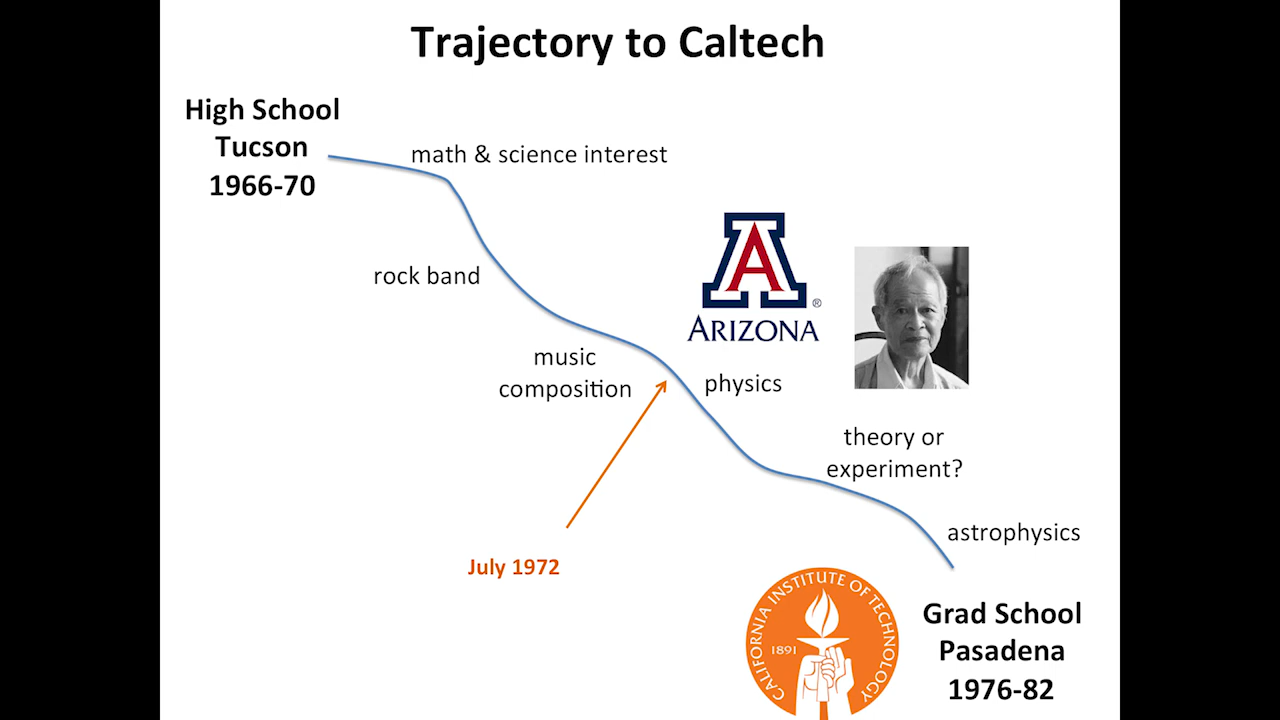 Trajectory to Caltech
High School
Tucson
1966-70
math & science interest
rock band
music
composition
July 1972
A
®
ARIZONA
physics
theory or
experiment?
astrophysics
CALIFORNIA INSTITUTE OF TECHNOLOGY
1891
Grad School
Pasadena
1976-82